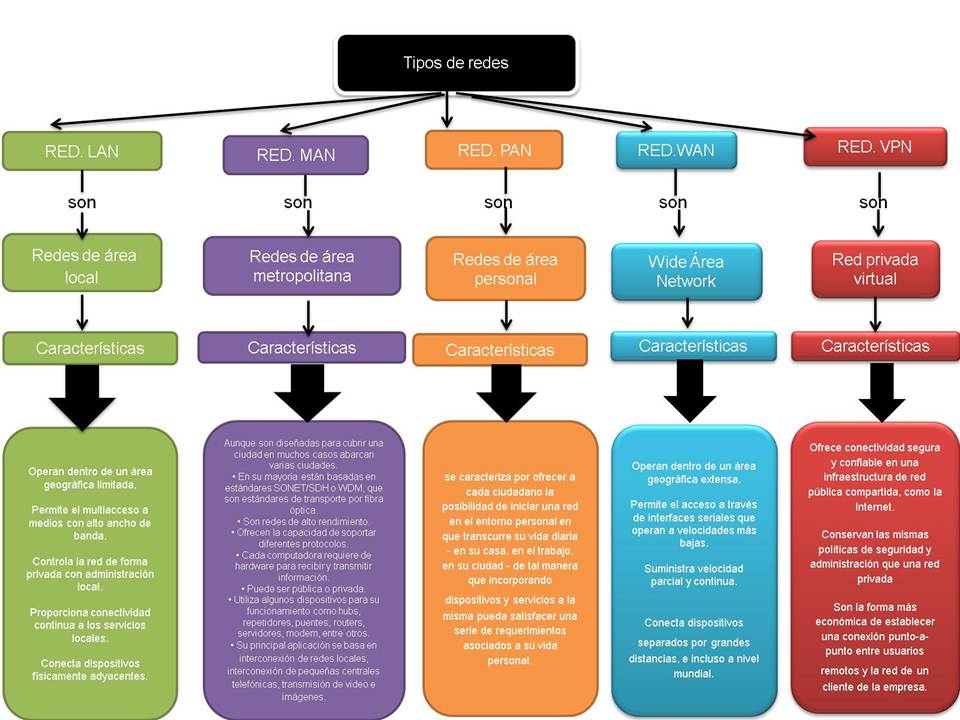 Tipos de redes
RED. LAN
RED. MAN
RED. PAN
RED.WAN
RED. VPN
son
son
son
son
son
Redes de área
local
Redes de área
metropolitana
Redes de área
personal
Wide Área
Network
Red privada
virtual
Características
Características
Características
Características
Características
Operan dentro de un área
geográfica limitada,
Permite el multiacceso a
medios con alto ancho de
banda.
Controla la red de forma
privada con administración
local.
Proporciona conectividad
continua a los servicios
locales.
Conecta dispositivos
físicamente adyacentes.
Aunque son diseñadas para cubrir una
ciudad en muchos casos abarcan
varias ciudades.
• En su mayoría están basadas en
estándares SONET/SDH o WDM, que
son estándares de transporte por fibra
óptica.
• Son redes de alto rendimiento.
• Ofrecen la capacidad de soportar
diferentes protocolos.
• Cada computadora requiere de
hardware para recibir y transmitir
información.
• Puede ser pública o privada.
• Utiliza algunos dispositivos para su
funcionamiento como hubs,
repetidores, puentes, routers,
servidores, modem, entre otros.
• Su principal aplicación se basa en
interconexión de redes locales,
interconexión de pequeñas centrales
telefónicas, transmisión de video e
imágenes.
se caracteriza por ofrecer a
cada ciudadano la
posibilidad de iniciar una red
en el entorno personal en
que transcurre su vida diaria
- en su casa, en el trabajo,
en su ciudad - de tal manera
que incorporando
dispositivos y servicios a la
misma pueda satisfacer una
serie de requerimientos
asociados a su vida
personal.
Operan dentro de un área
geográfica extensa.
Permite el acceso a través
de interfaces seriales que
operan a velocidades más
bajas.
Suministra velocidad
parcial y continua.
Conecta dispositivos
separados por grandes
distancias, e incluso a nivel
mundial.
Ofrece conectividad segura
y confiable en una
infraestructura de red
pública compartida, como la
Internet.
Conservan las mismas
políticas de seguridad y
administración que una red
privada
Son la forma más
económica de establecer
una conexión punto-a-
punto entre usuarios
remotos y la red de un
cliente de la empresa.